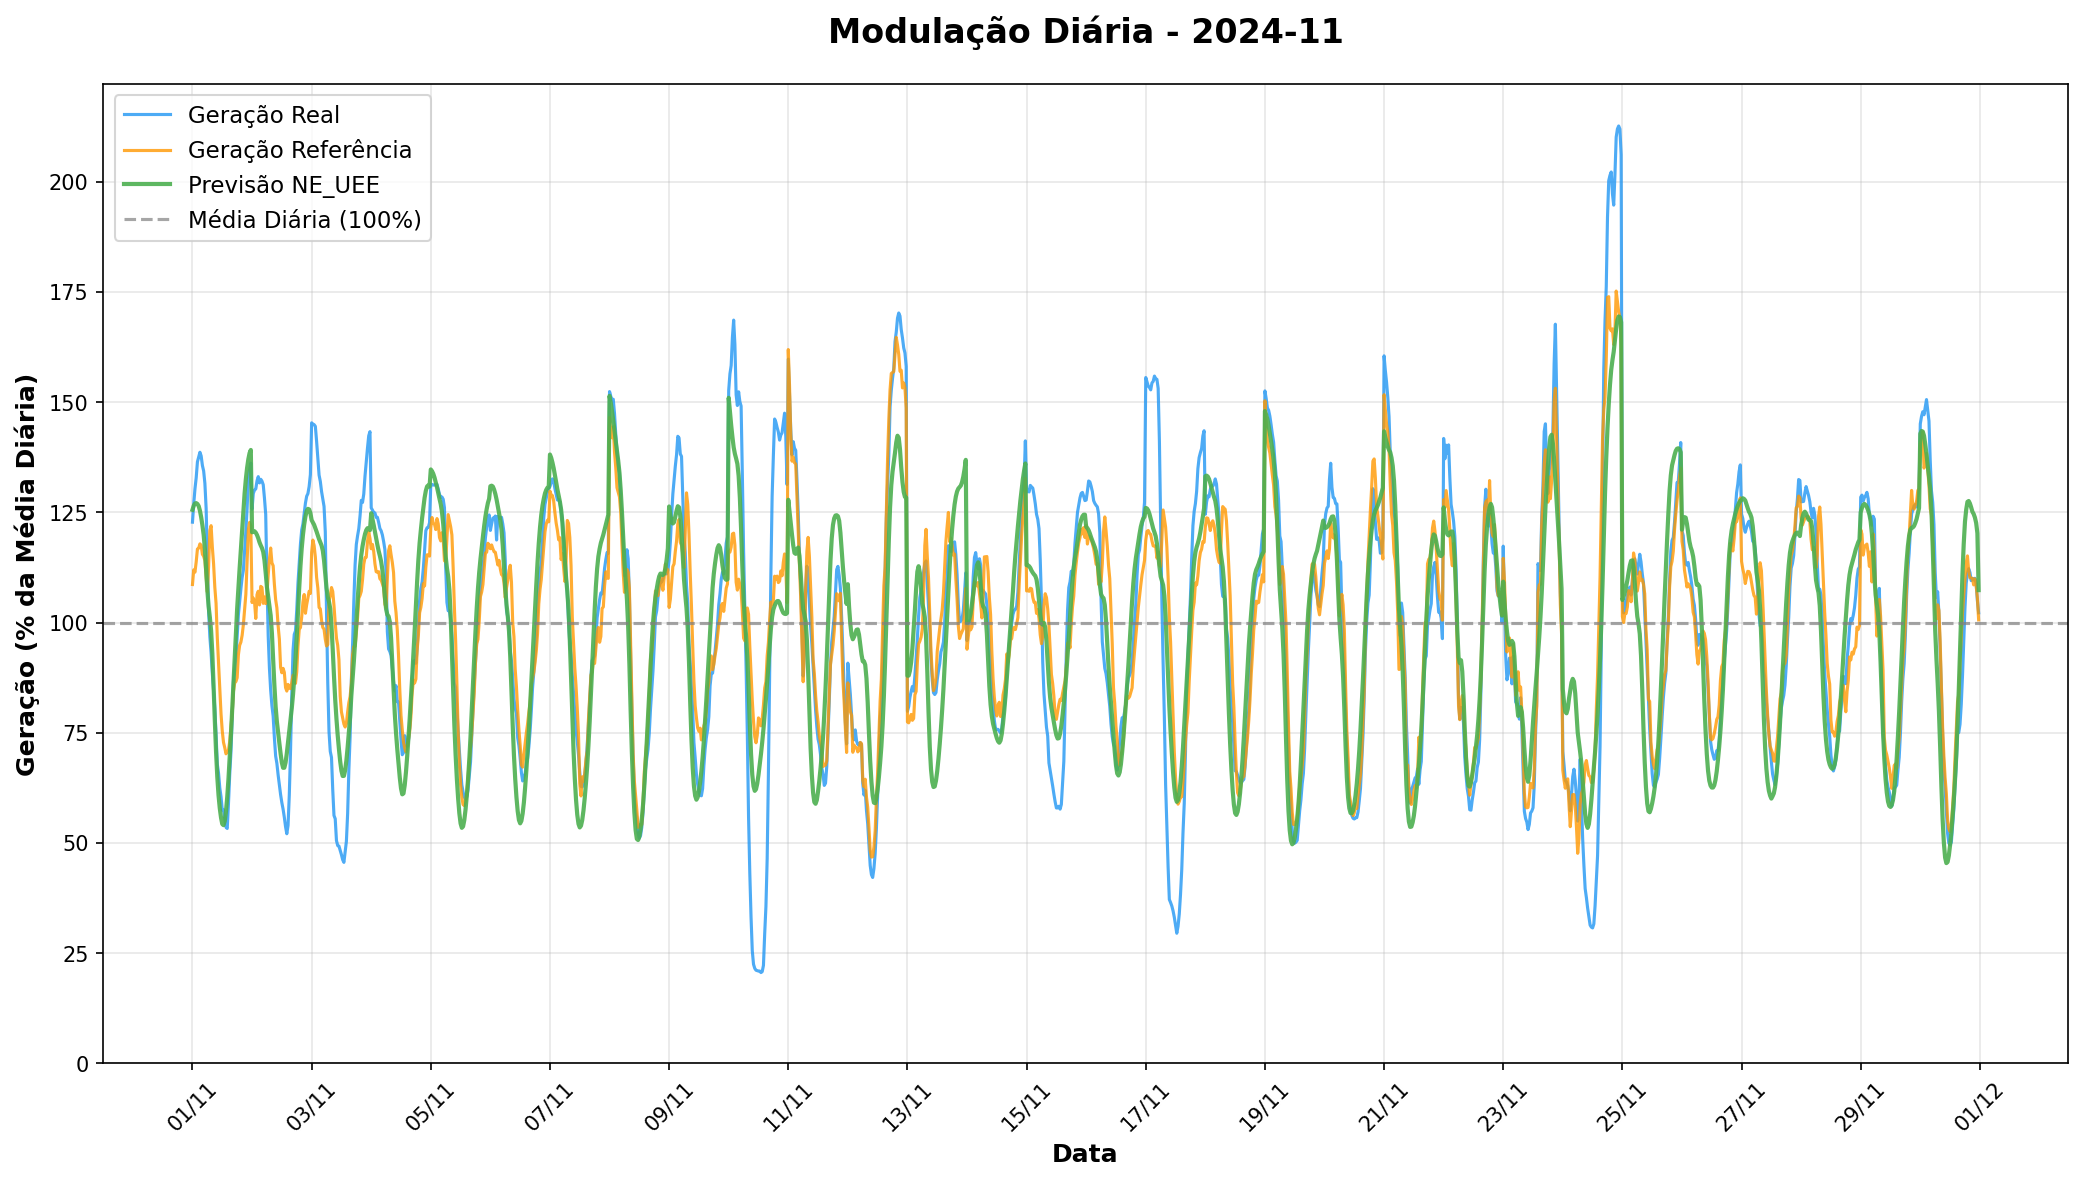 Modulação Diária - 2024-11
Geração Real
Geração Referência
Previsão NE_UEE
Média Diária (100%)
Geração (% da Média Diária)
200
175
150
125
100
75
50
25
0
01/11 03/11 05/11 07/11 09/11 11/11 13/11 15/11 17/11 19/11 21/11 23/11 25/11 27/11 29/11 01/12
Data